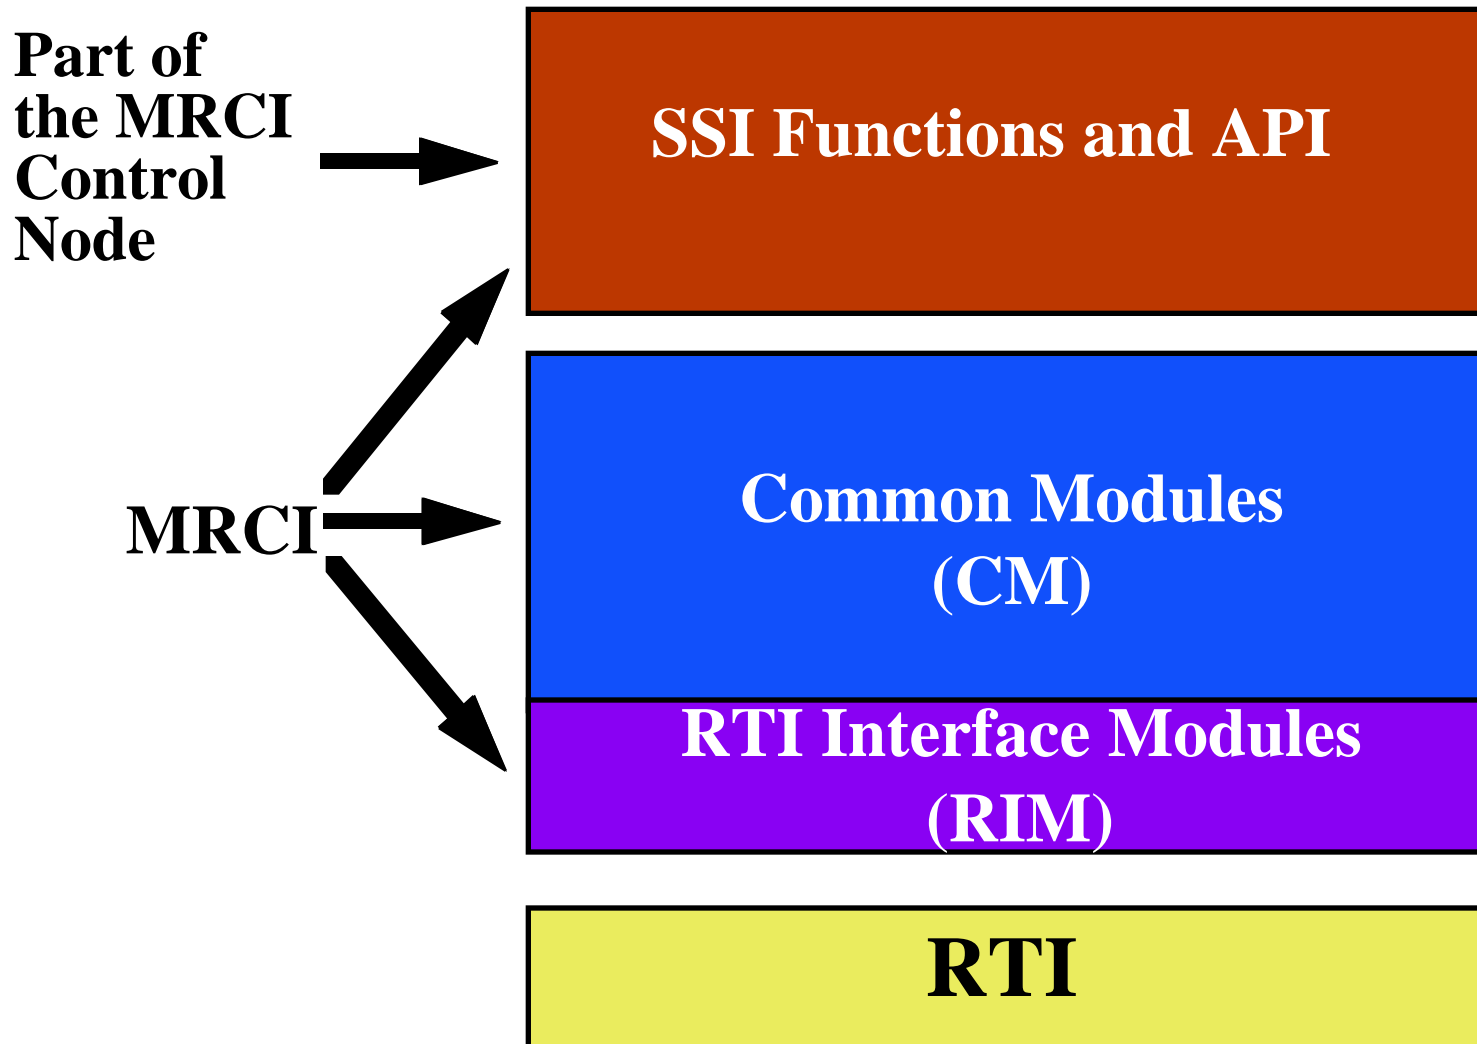 Part of
the MRCI
Control
Node
SSI Functions and API
MRCI
Common Modules
(CM)
RTI Interface Modules
(RIM)
RTI